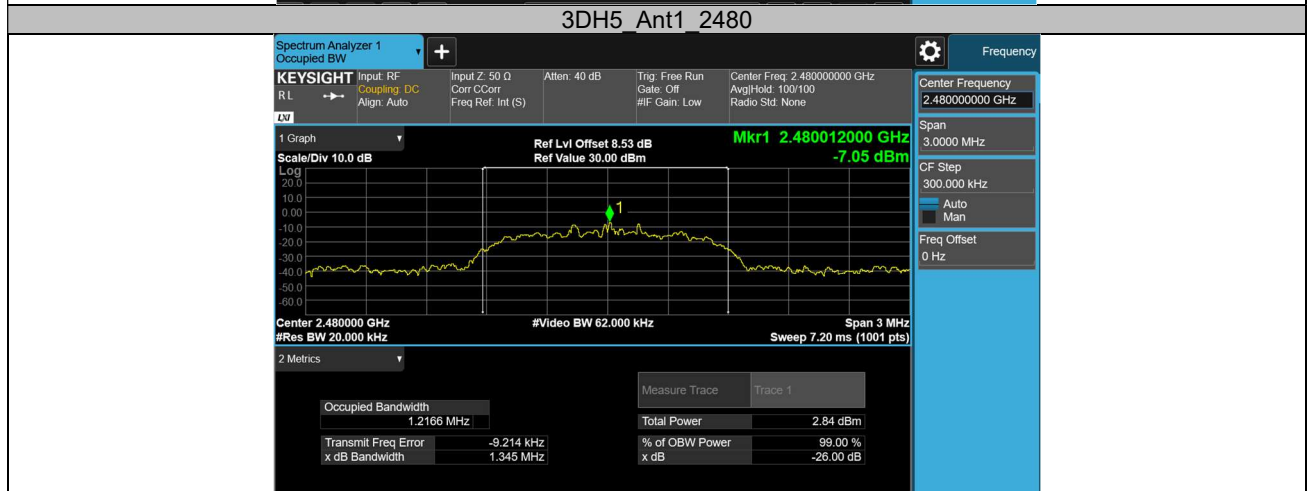 3DH5_Ant1_2480
Spectrum Analyzer 1
Occupied BW
Frequency
KEYSIGHT
RL
LXI
Input: RF
Coupling: DC
Align: Auto
Input Z: 50 Ω
Corr CCorr
Freq Ref: Int (S)
Atten: 40 dB
Trig: Free Run
Gate: Off
#IF Gain: Low
Center Freq: 2.480000000 GHz
Avg|Hold: 100/100
Radio Std: None
Center Frequency
2.480000000 GHz
Span
3.0000 MHz
CF Step
300.000 kHz
Auto
Man
Freq Offset
0 Hz
1 Graph
Scale/Div 10.0 dB
Ref Lvl Offset 8.53 dB
Ref Value 30.00 dBm
Mkr1 2.480012000 GHz
-7.05 dBm
Log
20.0
10.0
0.00
-10.0
-20.0
-30.0
-40.0
-50.0
-60.0
1
Center 2.480000 GHz
#Video BW 62.000 kHz
Span 3 MHz
#Res BW 20.000 kHz
Sweep 7.20 ms (1001 pts)
2 Metrics
Measure Trace
Trace 1
Occupied Bandwidth
1.2166 MHz
Total Power
2.84 dBm
Transmit Freq Error
-9.214 kHz
% of OBW Power
99.00 %
x dB Bandwidth
1.345 MHz
x dB
-26.00 dB